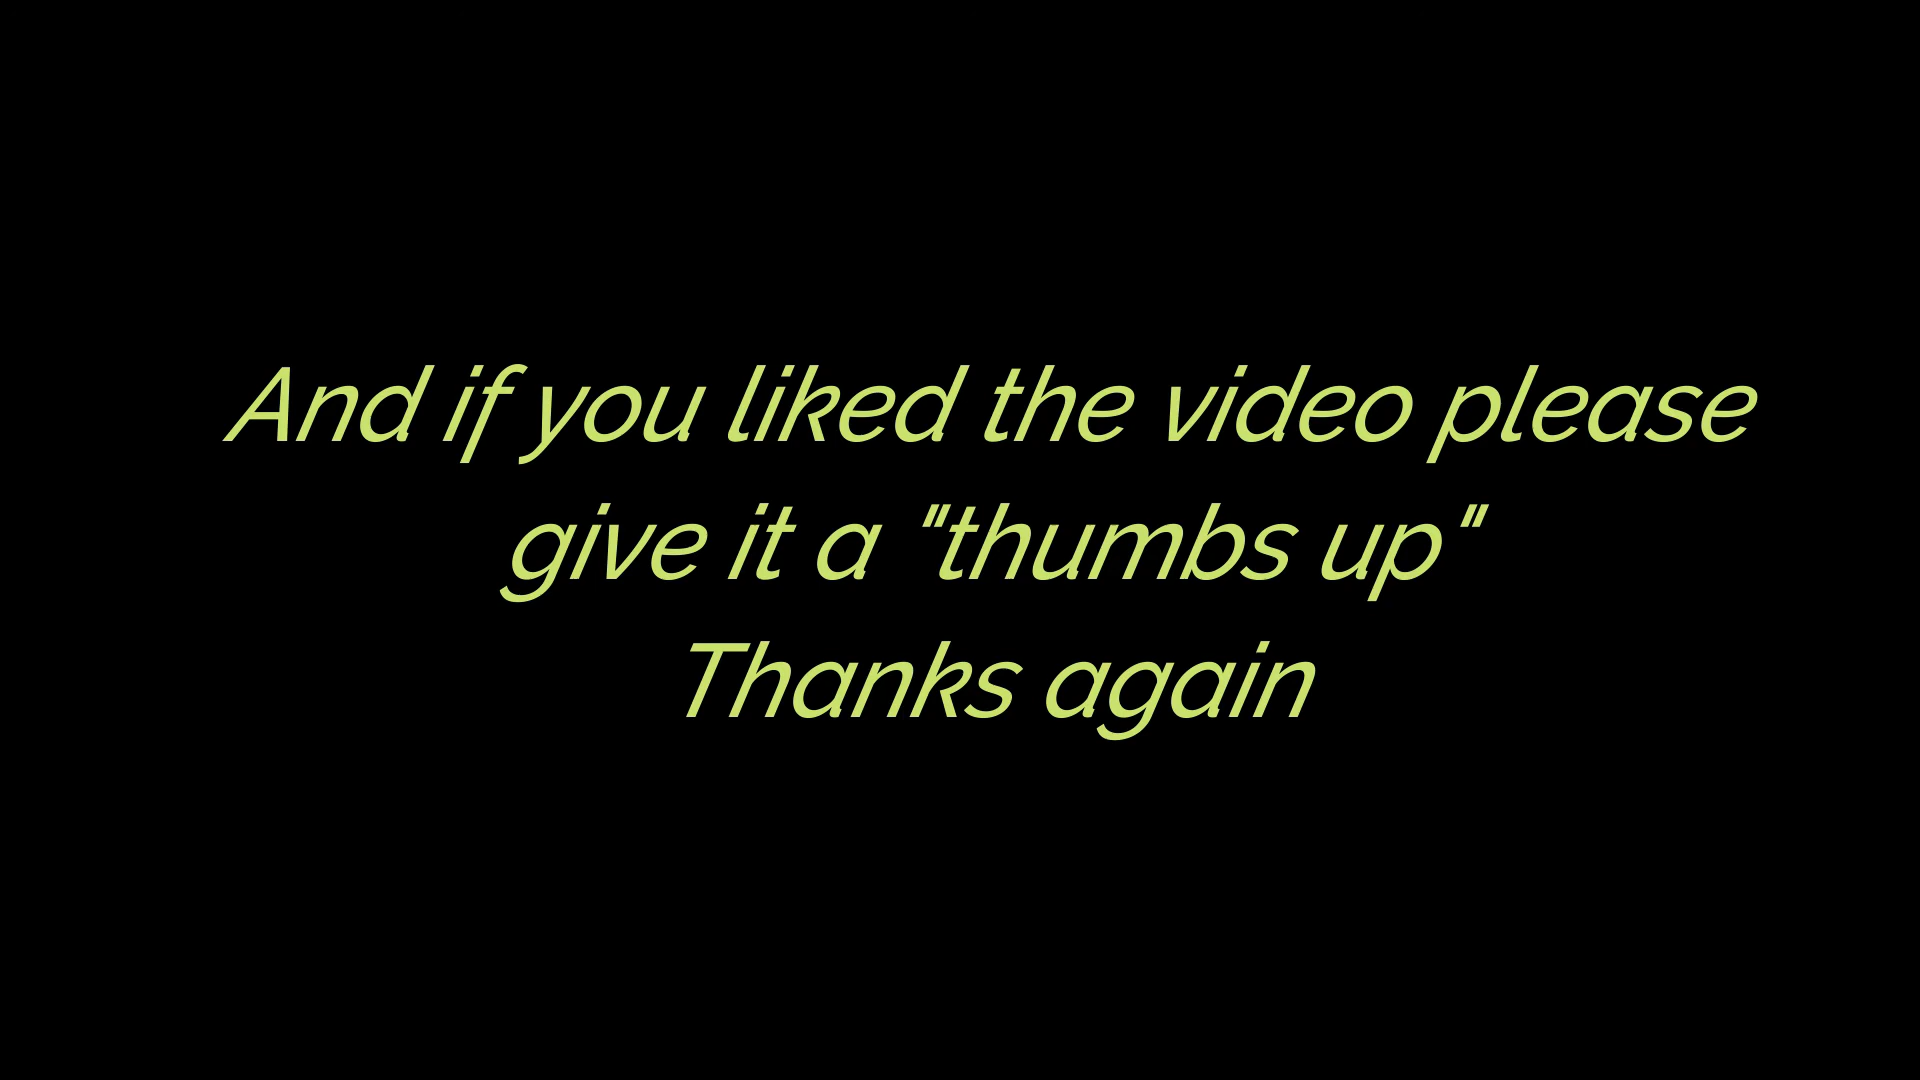 And if you liked the video please
give it a "thumbs up"
Thanks again